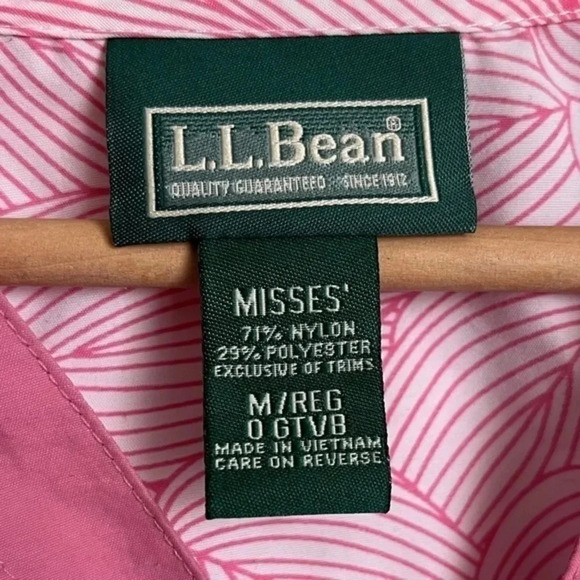 L.L.Bean®
QUALITY GUARANTEED SINCE 1912
MISSES'
71% NYLON
29% POLYESTER
EXCLUSIVE OF TRIMS
M/REG
0 GTVB
MADE IN VIETNAM
CARE ON REVERSE